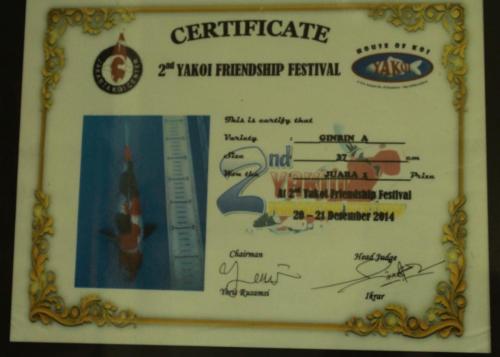 CERTIFICATE
2nd YAKOI FRIENDSHIP FESTIVAL
HOUSE OF KOI
YAKOI
This is certify that
Variety : GINRIN A
Size : 37 cm
Won the : JUARA 1 Prize
2nd
YAKOI
At 2nd Yakoi Friendship Festival
20 - 21 Desember 2014
Chairman Head Judge
Ikrar